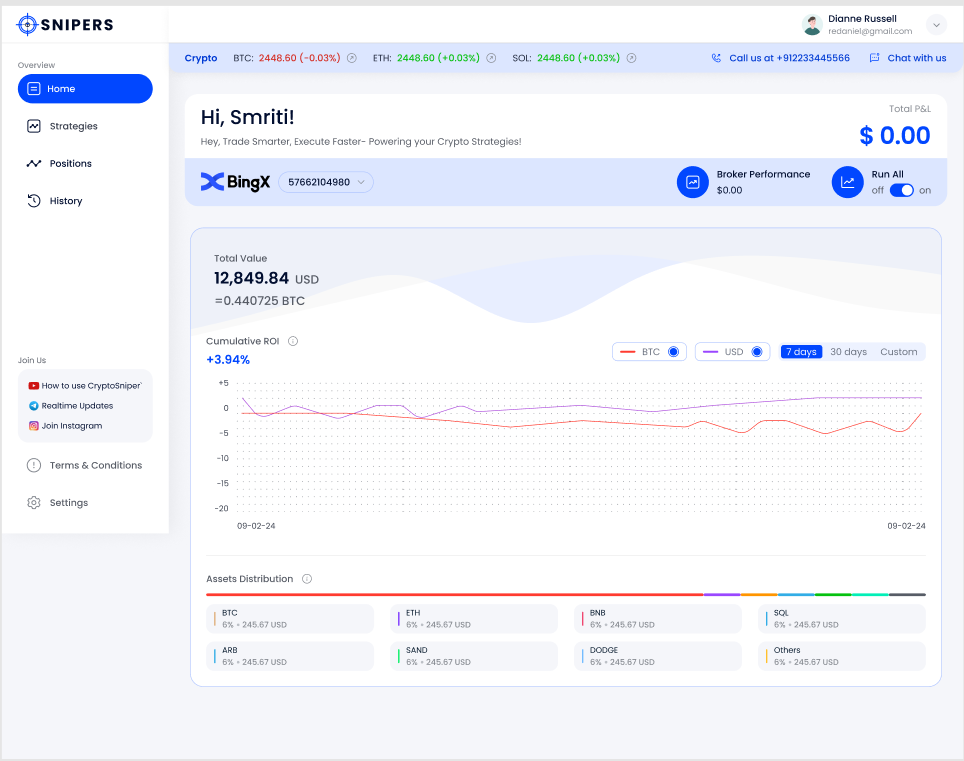 SNIPERS
Dianne Russell
redaniel@gmail.com
Crypto BTC: 2448.60 (-0.03%) ETH: 2448.60 (+0.03%) SOL: 2448.60 (+0.03%) Call us at +912233445566 Chat with us
Overview
Home
Strategies
Positions
History
Join Us
How to use CryptoSniper'
Realtime Updates
Join Instagram
Terms & Conditions
Settings
Hi, Smriti!
Hey, Trade Smarter, Execute Faster- Powering your Crypto Strategies!
Total P&L
$ 0.00
BingX 57662104980
Broker Performance
$0.00
Run All
off on
Total Value
12,849.84 USD
=0.440725 BTC
Cumulative ROI
+3.94%
BTC USD 7 days 30 days Custom
+5
0
-5
-10
-15
-20
09-02-24 09-02-24
Assets Distribution
BTC
6% • 245.67 USD
ETH
6% • 245.67 USD
BNB
6% • 245.67 USD
SQL
6% • 245.67 USD
ARB
6% • 245.67 USD
SAND
6% • 245.67 USD
DODGE
6% • 245.67 USD
Others
6% • 245.67 USD